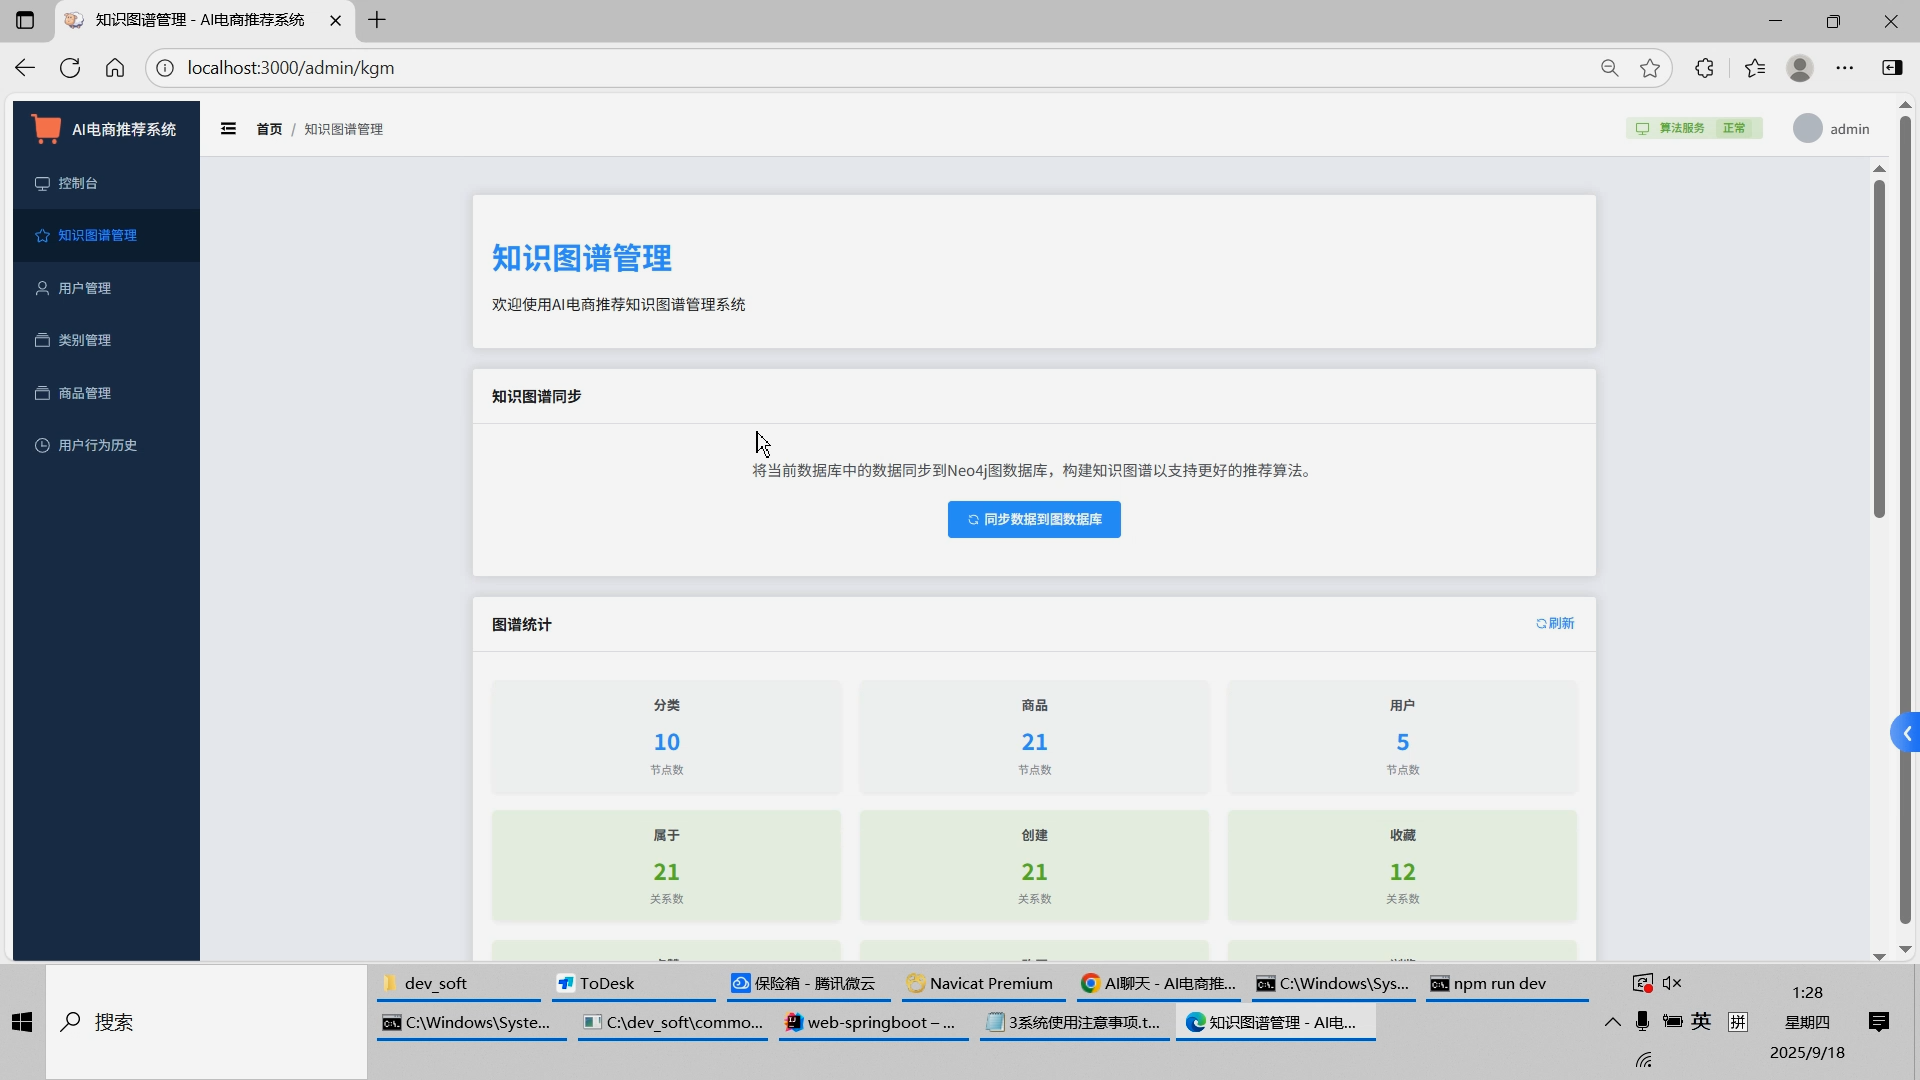 知识图谱管理 - AI电商推荐系统
localhost:3000/admin/kgm
AI电商推荐系统
首页 / 知识图谱管理
算法服务 正常
admin
控制台
知识图谱管理
用户管理
类别管理
商品管理
用户行为历史
知识图谱管理
欢迎使用AI电商推荐知识图谱管理系统
知识图谱同步
将当前数据库中的数据同步到Neo4j图数据库，构建知识图谱以支持更好的推荐算法。
同步数据到图数据库
图谱统计
刷新
分类 商品 用户
10 21 5
节点数 节点数 节点数
属于 创建 收藏
21 21 12
关系数 关系数 关系数
搜索
dev_soft ToDesk 保险箱 - 腾讯微云 Navicat Premium AI聊天 - AI电商推... C:\Windows\Sys... npm run dev
C:\Windows\Syste... C:\dev_soft\commo... web-springboot – ... 3系统使用注意事项.t... 知识图谱管理 - AI电...
英 拼
1:28
星期四
2025/9/18